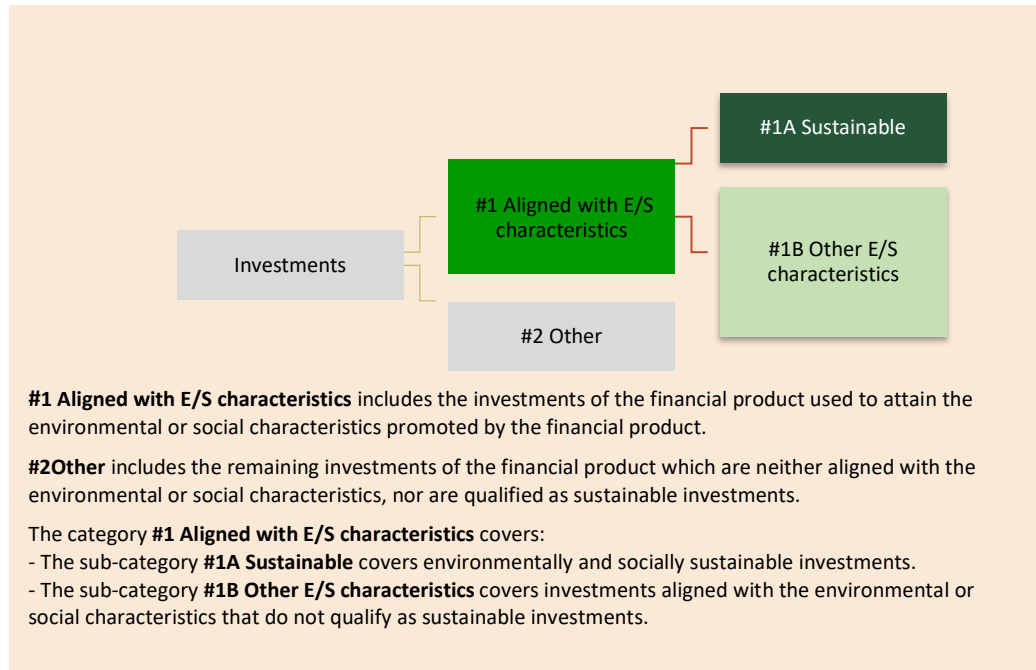 #1A Sustainable
#1 Aligned with E/S
characteristics
#1B Other E/S
characteristics
Investments
#2 Other
#1 Aligned with E/S characteristics includes the investments of the financial product used to attain the
environmental or social characteristics promoted by the financial product.
#2Other includes the remaining investments of the financial product which are neither aligned with the
environmental or social characteristics, nor are qualified as sustainable investments.
The category #1 Aligned with E/S characteristics covers:
- The sub-category #1A Sustainable covers environmentally and socially sustainable investments.
- The sub-category #1B Other E/S characteristics covers investments aligned with the environmental or
social characteristics that do not qualify as sustainable investments.